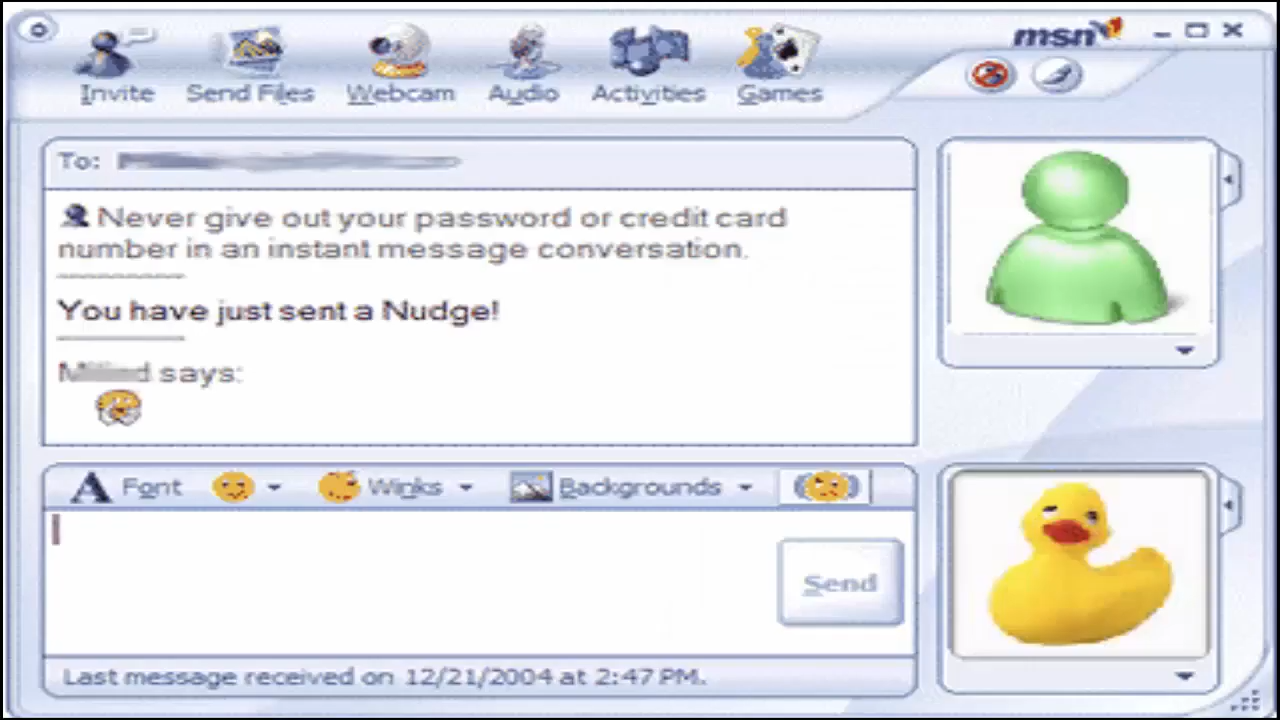 msn
Invite Send Files Webcam Audio Activities Games
To:
Never give out your password or credit card
number in an instant message conversation.
You have just sent a Nudge!
says:
Font Winks Backgrounds
Send
Last message received on 12/21/2004 at 2:47 PM.